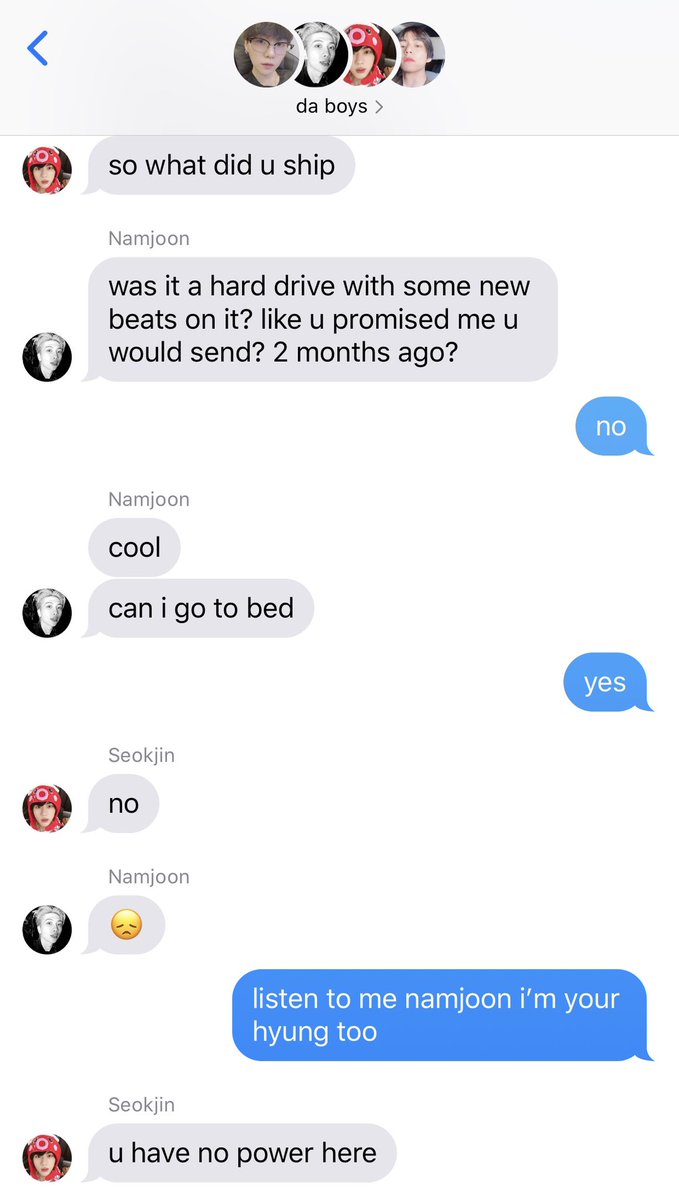 da boys
so what did u ship
Namjoon
was it a hard drive with some new
beats on it? like u promised me u
would send? 2 months ago?
no
Namjoon
cool
can i go to bed
yes
Seokjin
no
Namjoon
😞
listen to me namjoon i’m your
hyung too
Seokjin
u have no power here